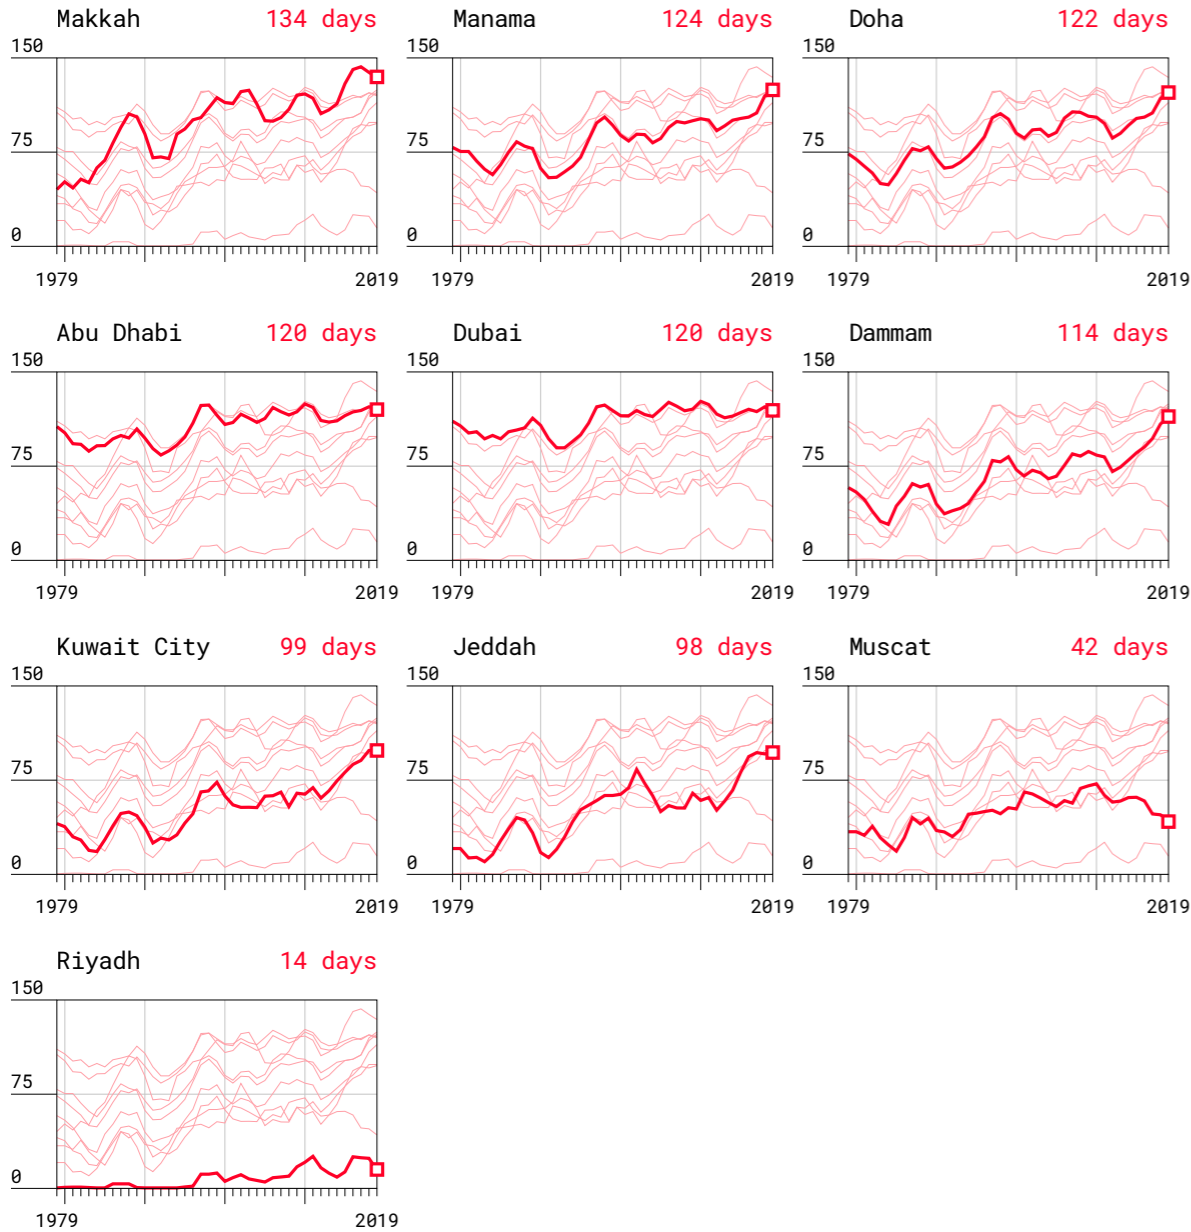 Makkah 134 days Manama 124 days Doha 122 days
150 150 150
75 75 75
0 0 0
1979 2019 1979 2019 1979 2019
Abu Dhabi 120 days Dubai 120 days Dammam 114 days
150 150 150
75 75 75
0 0 0
1979 2019 1979 2019 1979 2019
Kuwait City 99 days Jeddah 98 days Muscat 42 days
150 150 150
75 75 75
0 0 0
1979 2019 1979 2019 1979 2019
Riyadh 14 days
150
75
0
1979 2019